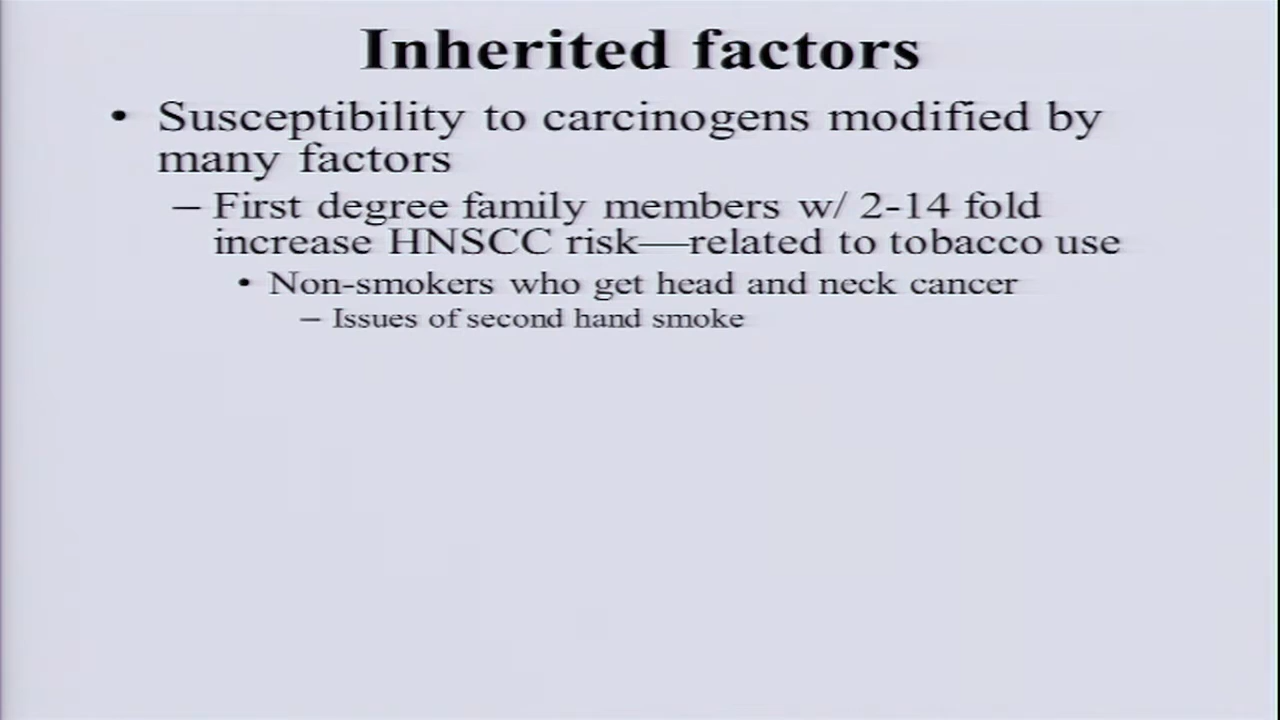 Inherited factors
• Susceptibility to carcinogens modified by
many factors
– First degree family members w/ 2-14 fold
increase HNSCC risk—related to tobacco use
• Non-smokers who get head and neck cancer
– Issues of second hand smoke